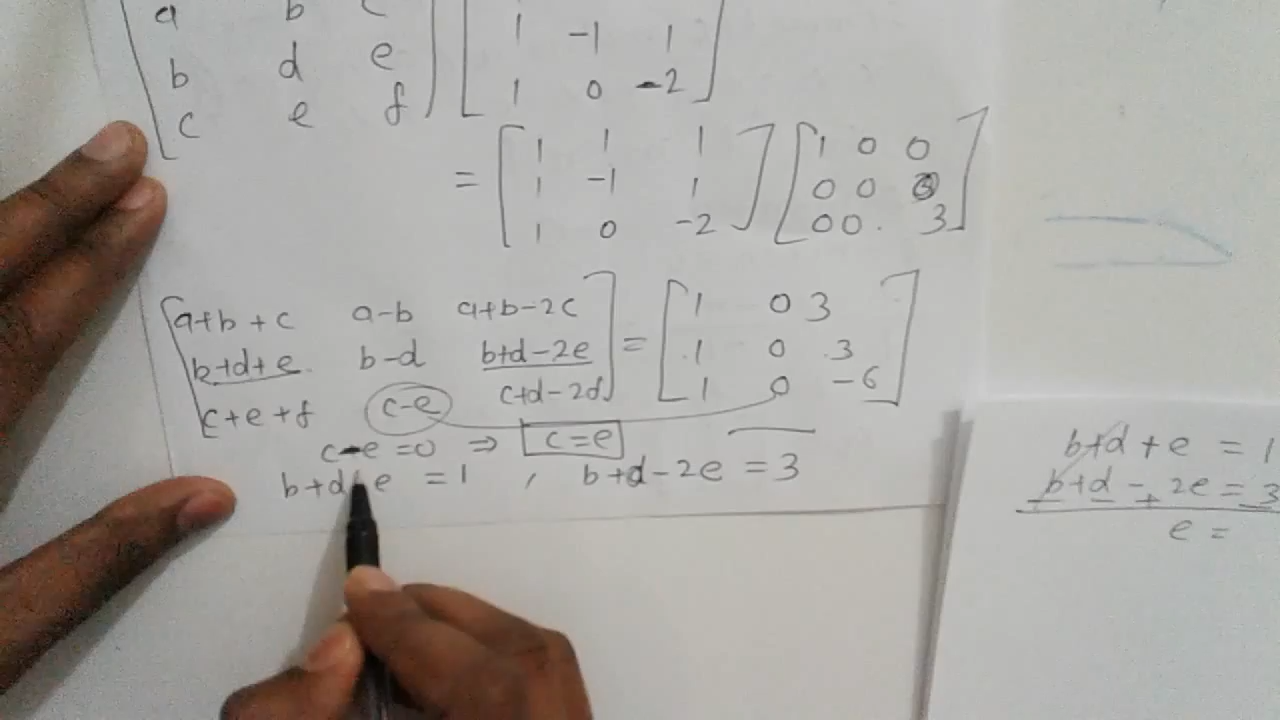 a b c
b d e
c e f
1 -1 1
1 0 -2
= 1 1 1
1 -1 1
1 0 -2
1 0 0
0 0 0
0 0 . 3
a+b+c a-b a+b-2c = 1 0 3
b+d+e. b-d b+d-2e .1 0 .3
c+e+f c-e c+d-2f 1 0 -6
c-e=0 ⇒ c=e
b+d+e =1 , b+d-2e =3
b+d+e = 1
b+d - 2e = 3
e =